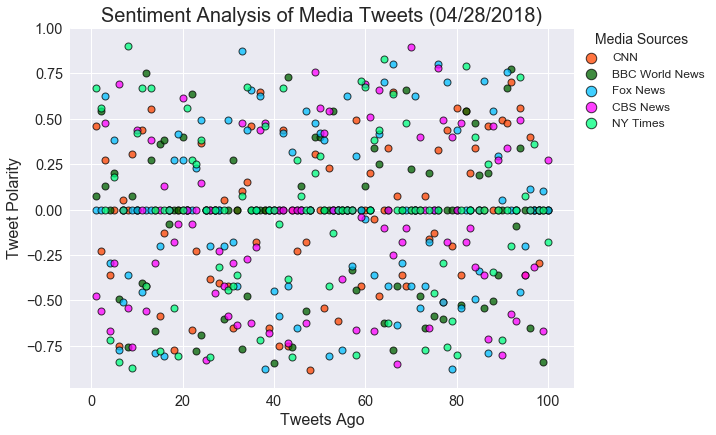 Sentiment Analysis of Media Tweets (04/28/2018)
Media Sources
CNN
BBC World News
Fox News
CBS News
NY Times
Tweet Polarity
1.00
0.75
0.50
0.25
0.00
−0.25
−0.50
−0.75
0
20
40
60
80
100
Tweets Ago